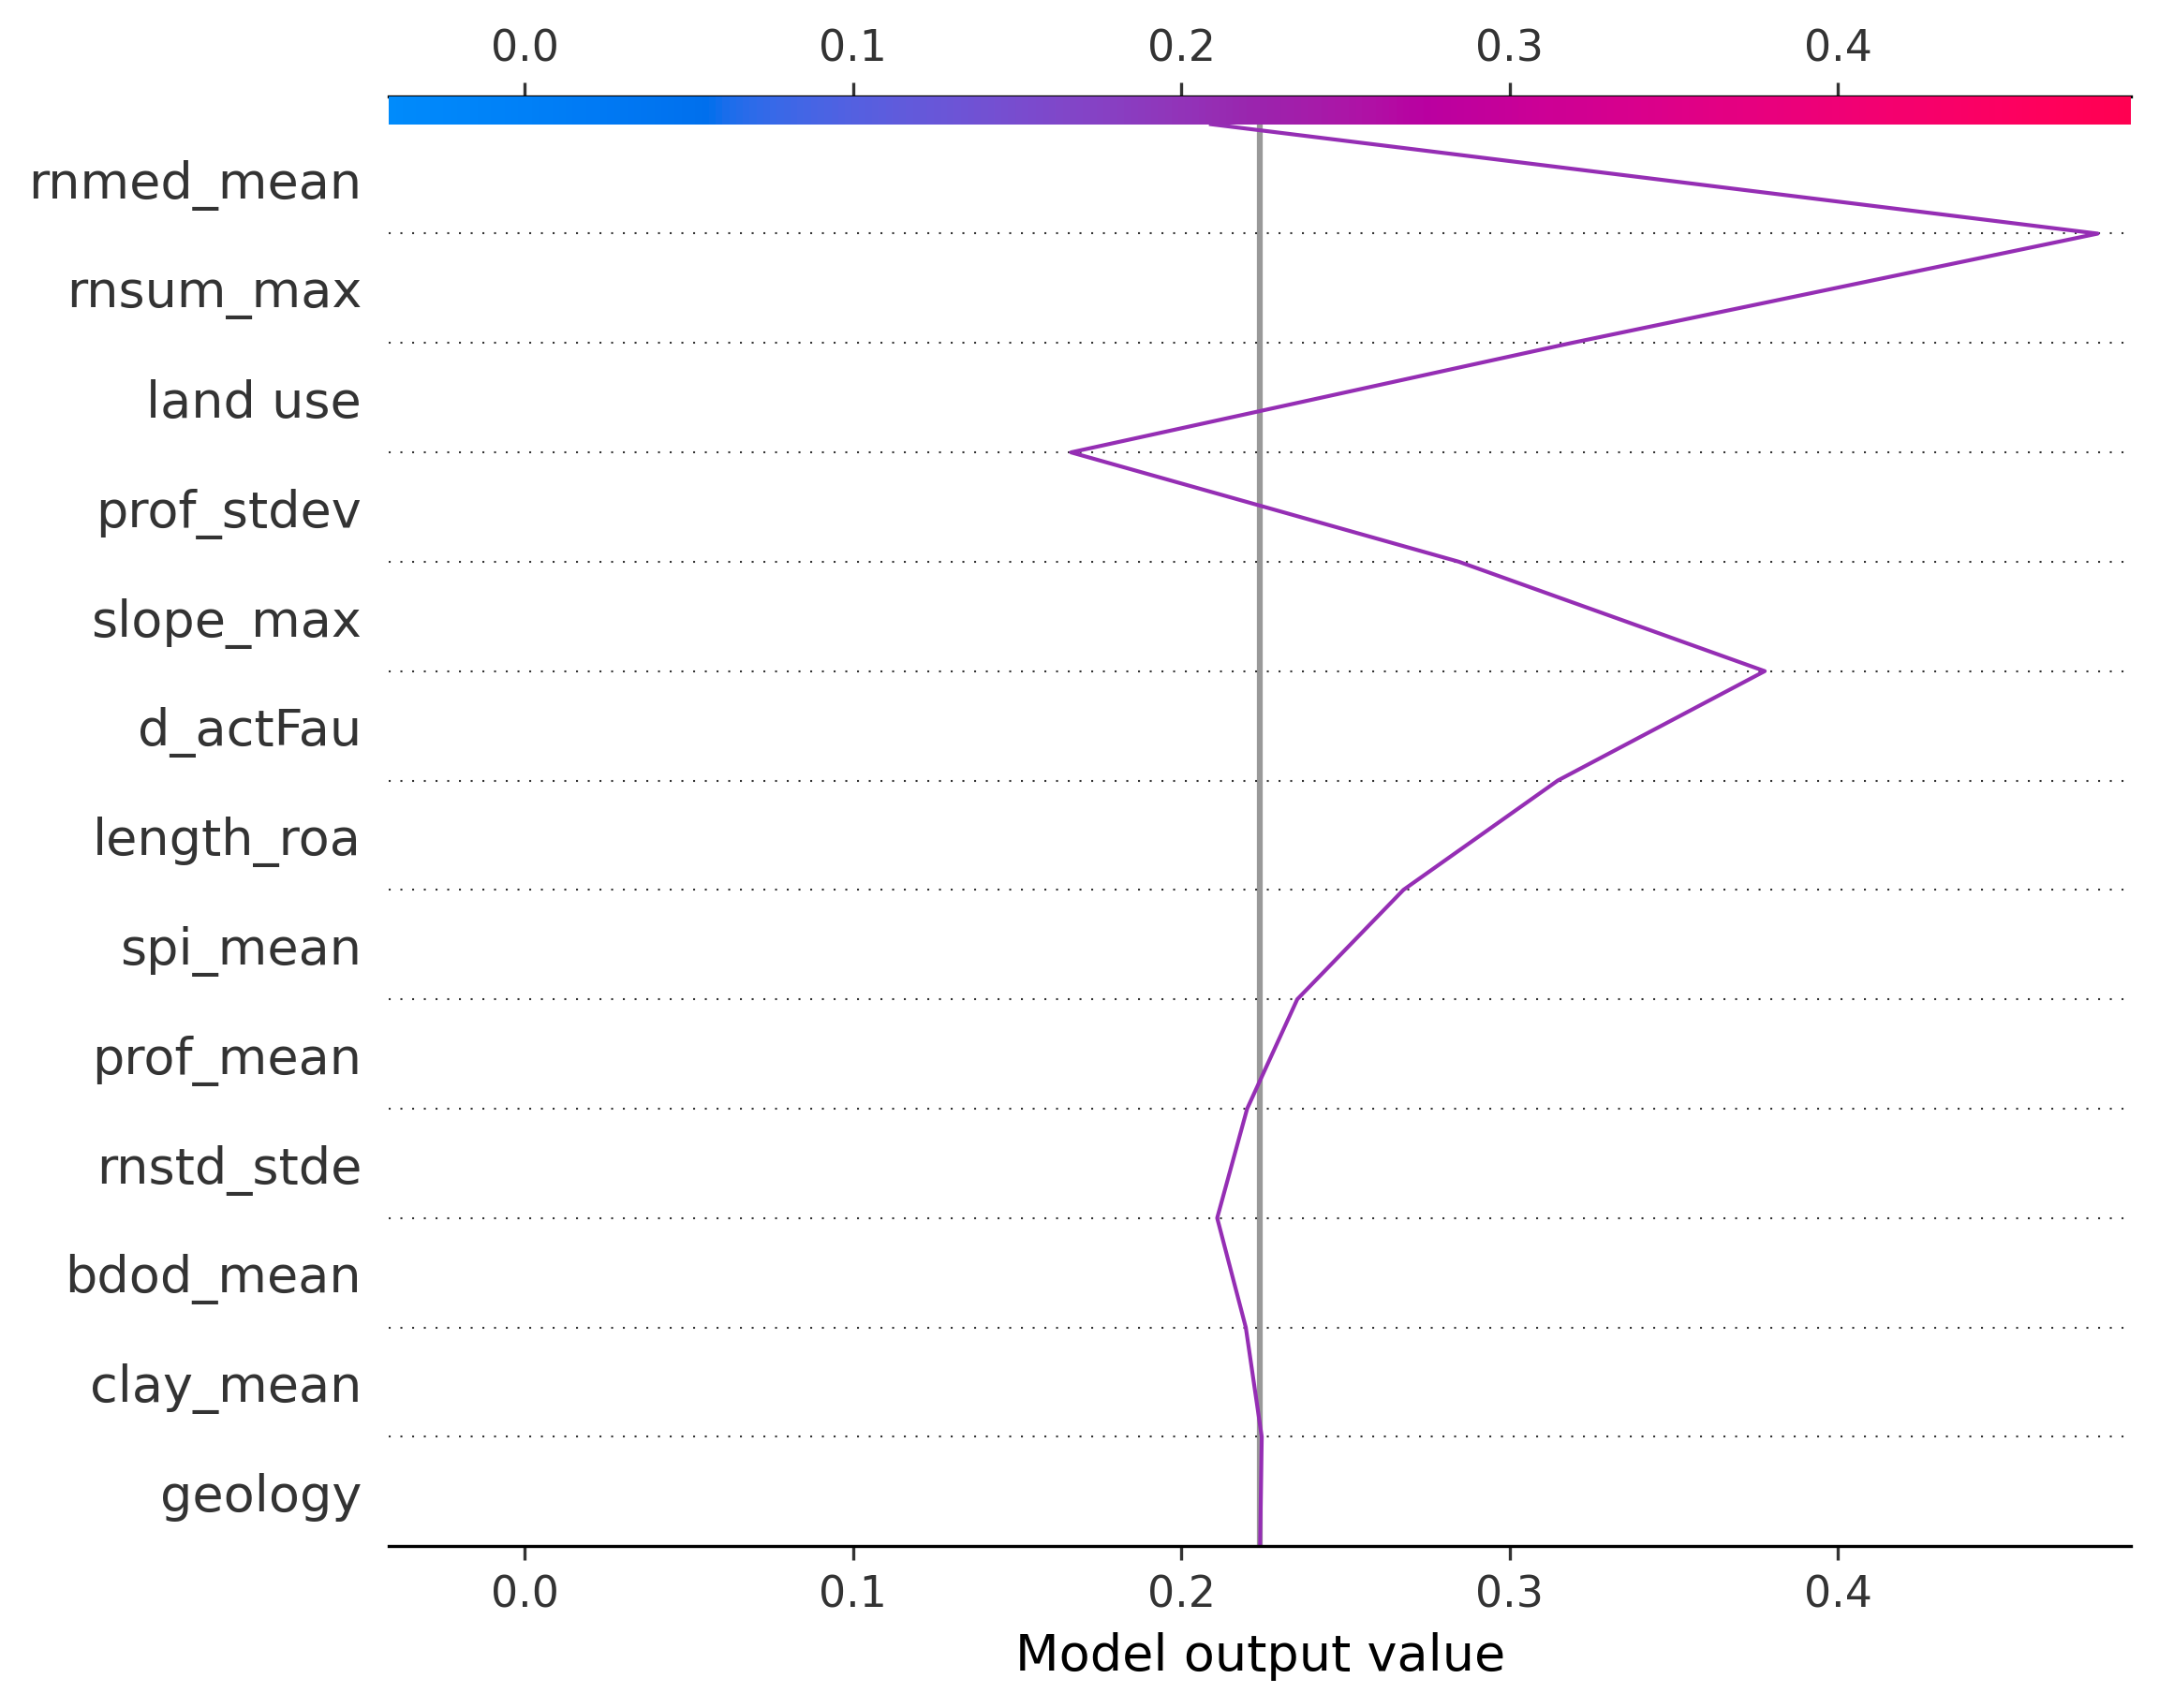 0.0 0.1 0.2 0.3 0.4
rnmed_mean
rnsum_max
land use
prof_stdev
slope_max
d_actFau
length_roa
spi_mean
prof_mean
rnstd_stde
bdod_mean
clay_mean
geology
0.0 0.1 0.2 0.3 0.4
Model output value